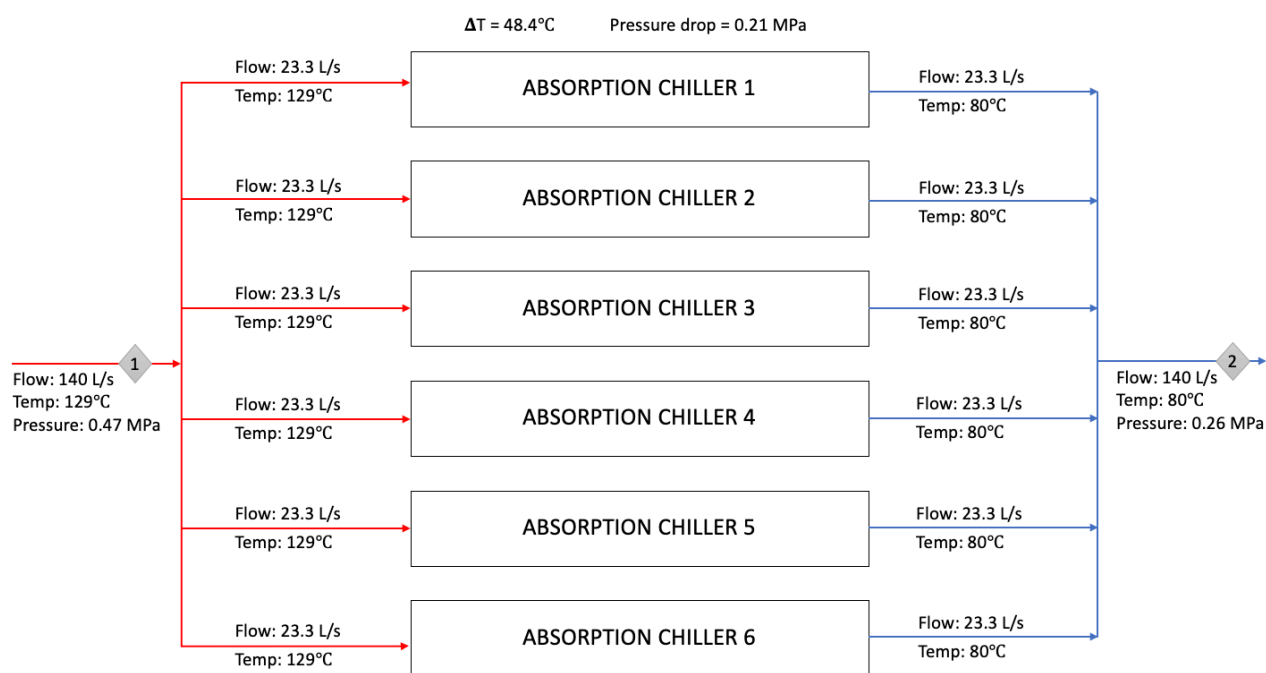 ΔT = 48.4℃ Pressure drop = 0.21 MPa
Flow: 23.3 L/s
Temp: 129℃
ABSORPTION CHILLER 1
Flow: 23.3 L/s
Temp: 80℃
Flow: 23.3 L/s
Temp: 129℃
ABSORPTION CHILLER 2
Flow: 23.3 L/s
Temp: 80℃
Flow: 23.3 L/s
Temp: 129℃
ABSORPTION CHILLER 3
Flow: 23.3 L/s
Temp: 80℃
1
Flow: 140 L/s
Temp: 129℃
Pressure: 0.47 MPa
2
Flow: 140 L/s
Temp: 80℃
Pressure: 0.26 MPa
Flow: 23.3 L/s
Temp: 129℃
ABSORPTION CHILLER 4
Flow: 23.3 L/s
Temp: 80℃
Flow: 23.3 L/s
Temp: 129℃
ABSORPTION CHILLER 5
Flow: 23.3 L/s
Temp: 80℃
Flow: 23.3 L/s
Temp: 129℃
ABSORPTION CHILLER 6
Flow: 23.3 L/s
Temp: 80℃